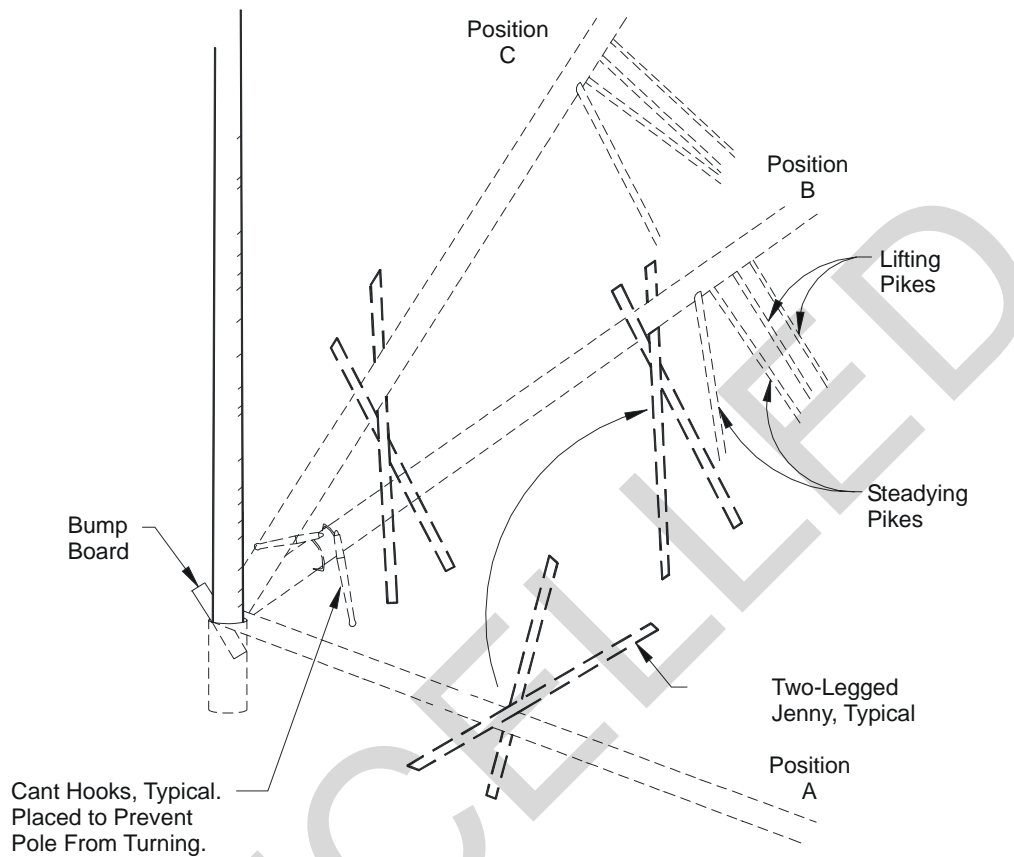 Position
C
Position
B
Lifting
Pikes
Steadying
Pikes
Bump
Board
Two-Legged
Jenny, Typical
Position
A
Cant Hooks, Typical.
Placed to Prevent
Pole From Turning.
CELLED